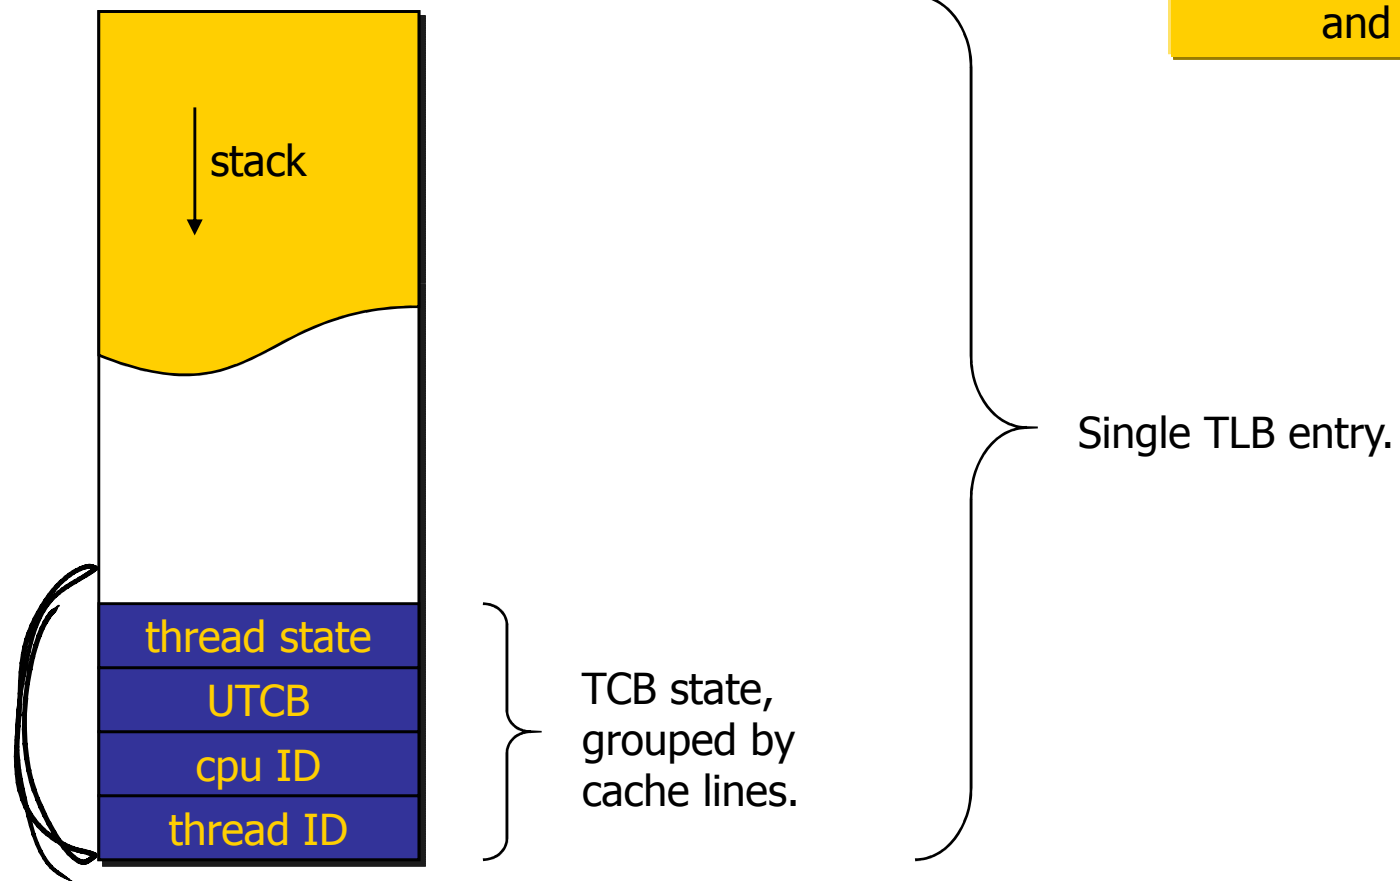 and
stack
Single TLB entry.
thread state
UTCB
cpu ID
thread ID
TCB state,
grouped by
cache lines.